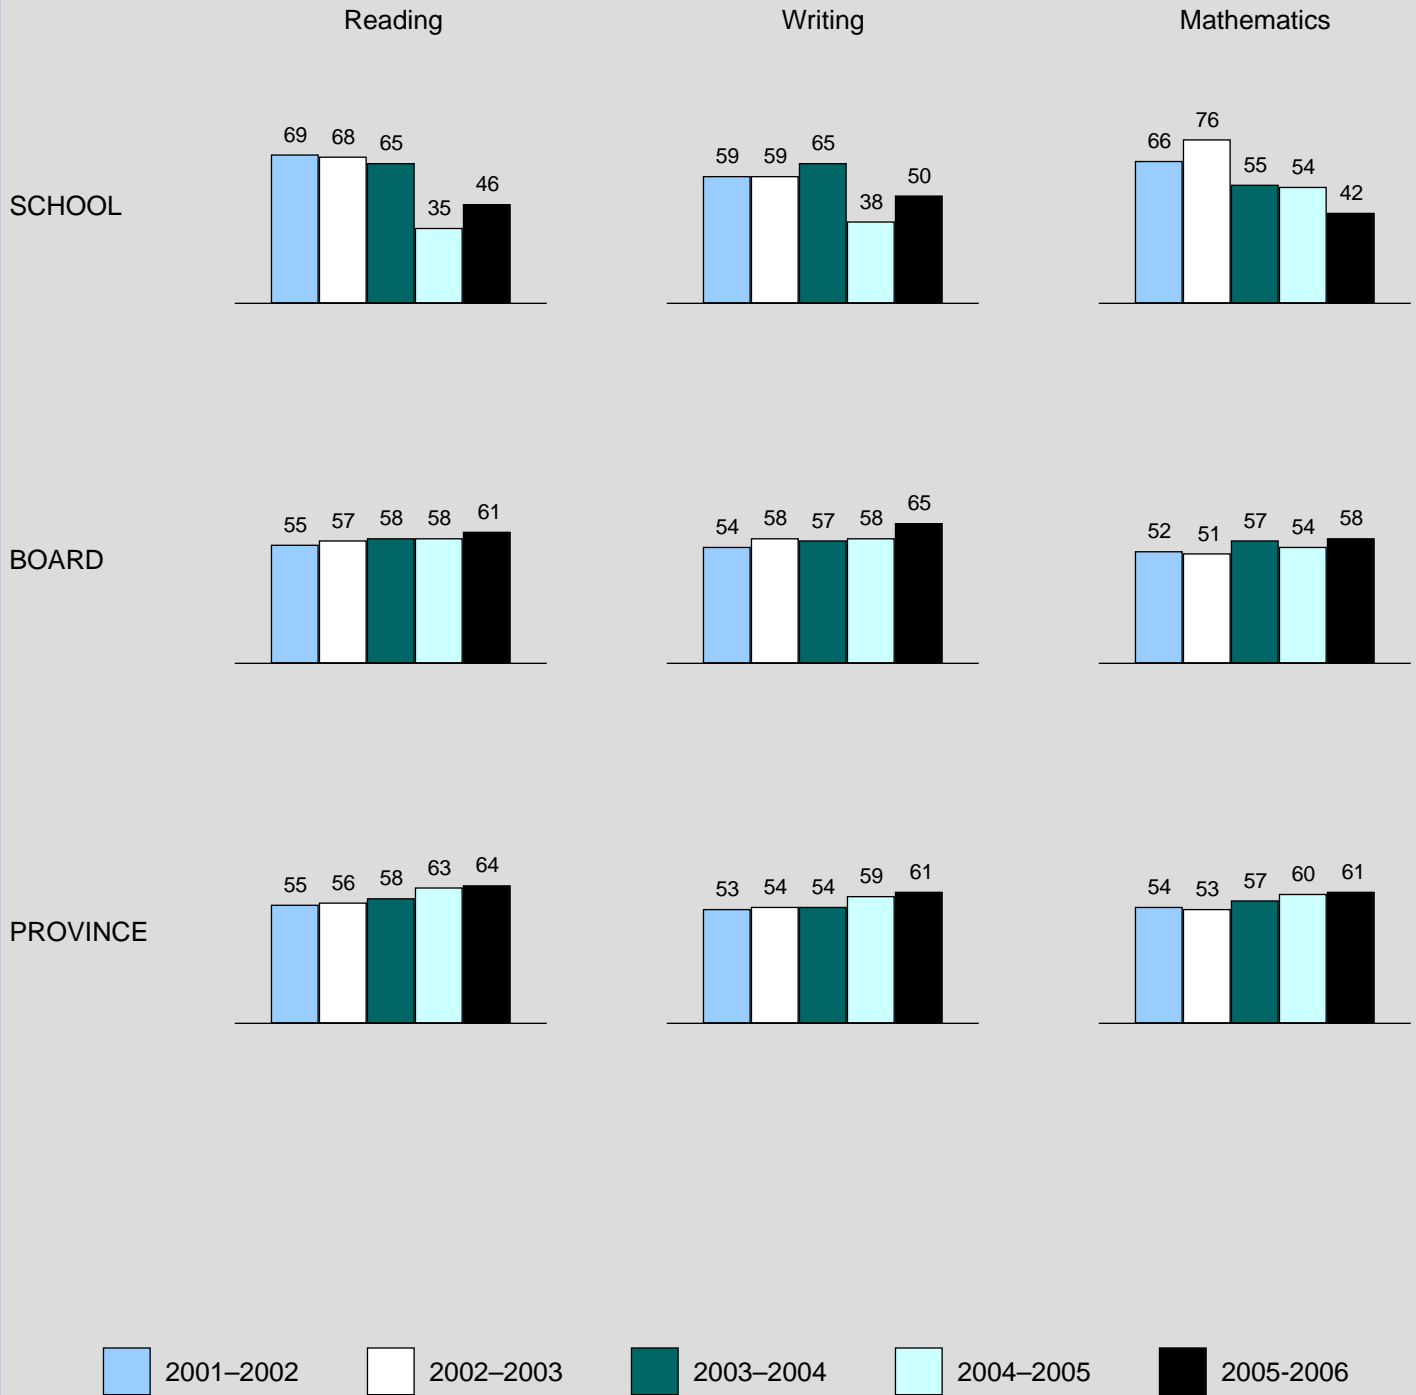 Reading Writing Mathematics
SCHOOL
69 68 65 35 46
59 59 65 38 50
66 76 55 54 42
BOARD
55 57 58 58 61
54 58 57 58 65
52 51 57 54 58
PROVINCE
55 56 58 63 64
53 54 54 59 61
54 53 57 60 61
2001–2002 2002–2003 2003–2004 2004–2005 2005-2006